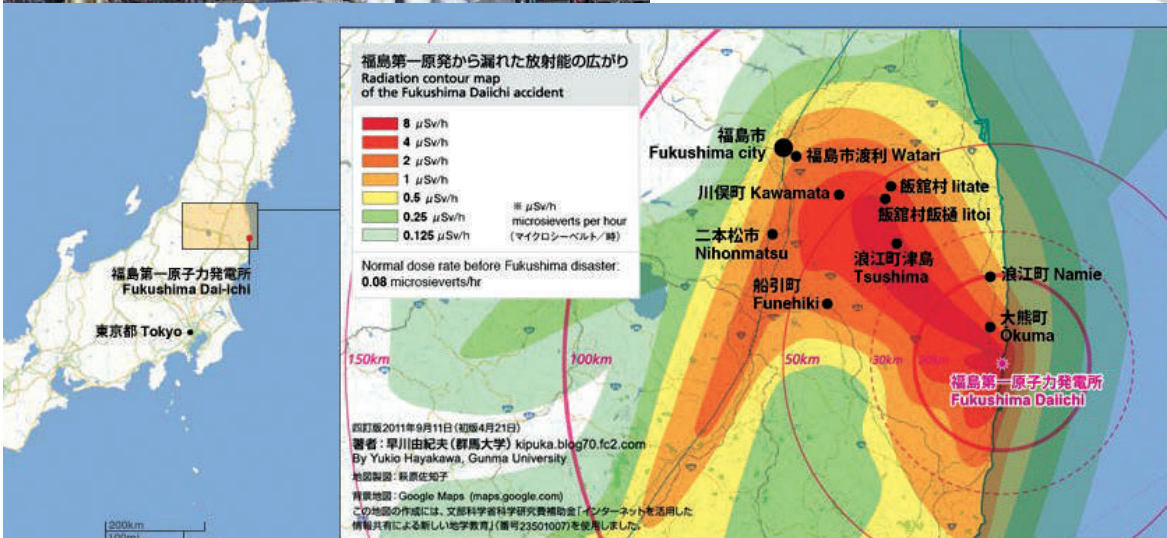 福島第一原発から漏れた放射能の広がり
Radiation contour map
of the Fukushima Daiichi accident
8 μSv/h
4 μSv/h
2 μSv/h
1 μSv/h
0.5 μSv/h
0.25 μSv/h
0.125 μSv/h
※ μSv/h
microsieverts per hour
(マイクロシーベルト/時)
Normal dose rate before Fukushima disaster:
0.08 microsieverts/hr
福島市
Fukushima city
福島市渡利 Watari
川俣町 Kawamata
飯舘村 Iitate
飯舘村飯樋 Iitoi
二本松市
Nihonmatsu
浪江町津島
Tsushima
浪江町 Namie
船引町
Funehiki
大熊町
Okuma
150km
100km
50km
30km
福島第一原子力発電所
Fukushima Daiichi
福島第一原子力発電所
Fukushima Dai-Ichi
東京都 Tokyo
200km
四訂版2011年9月11日(初版4月21日)
著者:早川由紀夫(群馬大学) kipuka.blog70.fc2.com
By Yukio Hayakawa, Gunma University
地図製図:萩原佐知子
背景地図:Google Maps (maps.google.com)
この地図の作成には、文部科学省科学研究費補助金「インターネットを活用した
情報共有による新しい地学教育」(番号23501007)を使用しました。